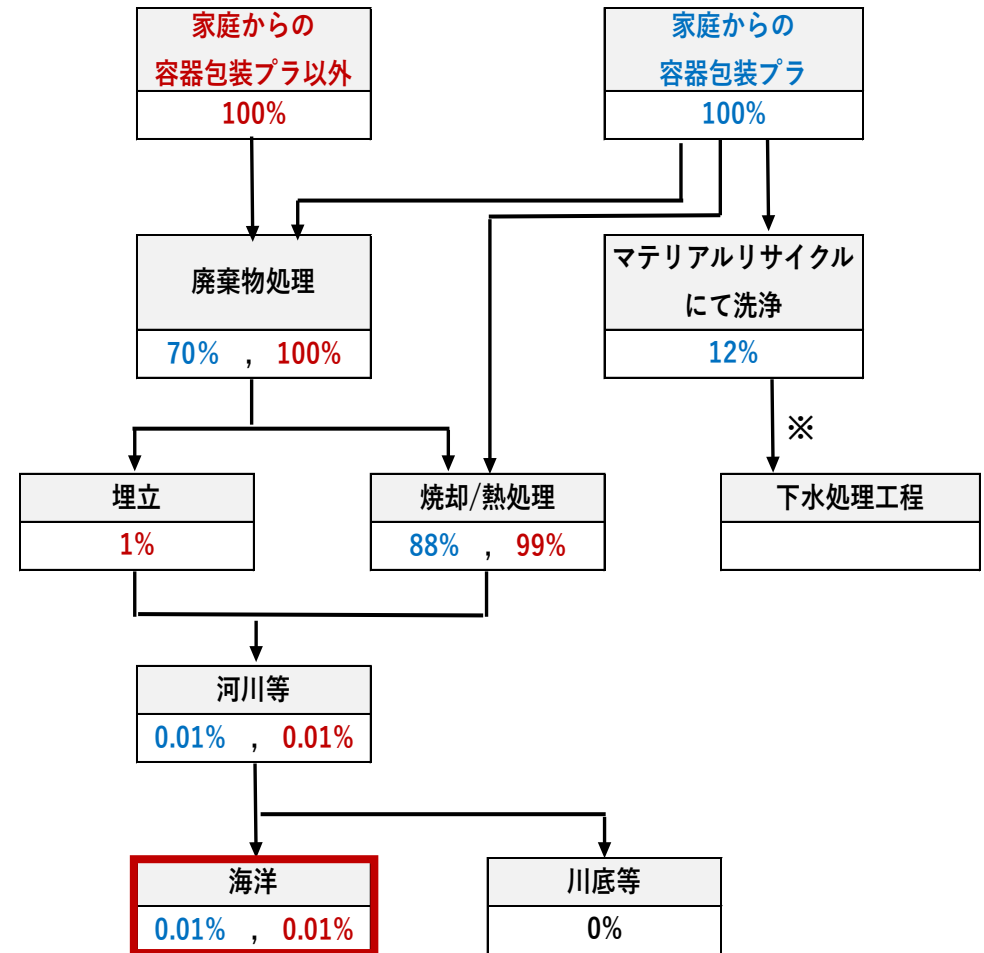 家庭からの
容器包装プラ以外
100%
家庭からの
容器包装プラ
100%
廃棄物処理
70% , 100%
マテリアルリサイクル
にて洗浄
12%
※
埋立
1%
焼却/熱処理
88% , 99%
下水処理工程
河川等
0.01% , 0.01%
海洋
0.01% , 0.01%
川底等
0%